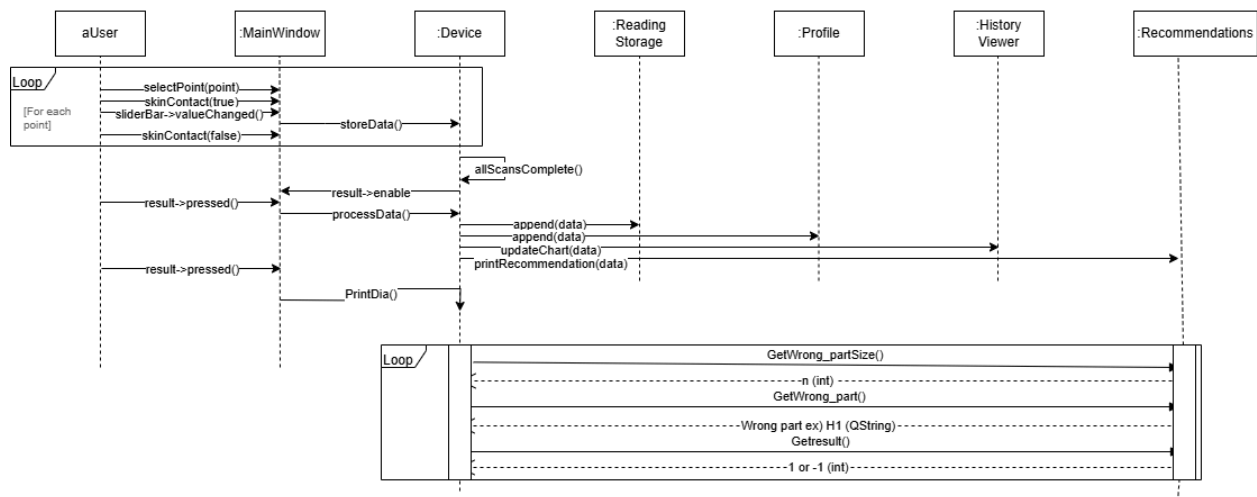 aUser
:MainWindow
:Device
:Reading
Storage
:Profile
:History
Viewer
:Recommendations
Loop
[For each
point]
selectPoint(point)
skinContact(true)
sliderBar->valueChanged()
storeData()
skinContact(false)
allScansComplete()
result->enable
result->pressed()
processData()
append(data)
append(data)
updateChart(data)
printRecommendation(data)
result->pressed()
PrintDia()
Loop
GetWrong_partSize()
n (int)
GetWrong_part()
Wrong part ex) H1 (QString)
Getresult()
1 or -1 (int)